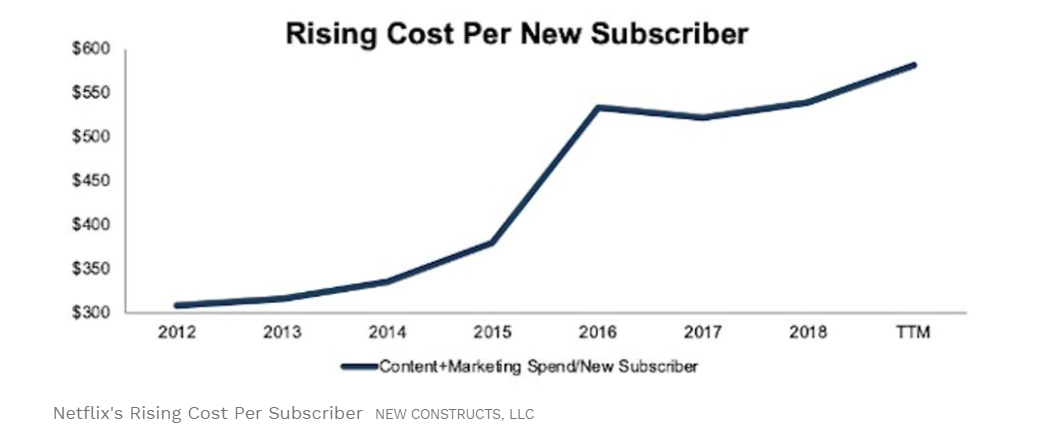 Rising Cost Per New Subscriber
$600
$550
$500
$450
$400
$350
$300
2012 2013 2014 2015 2016 2017 2018 TTM
Content+Marketing Spend/New Subscriber
Netflix's Rising Cost Per Subscriber NEW CONSTRUCTS, LLC